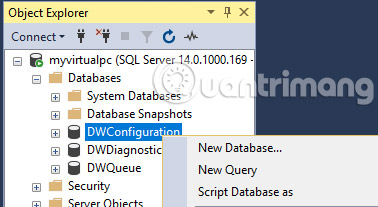 Object Explorer
Connect
myvirtualpc (SQL Server 14.0.1000.169 -
Databases
System Databases
Database Snapshots
DWConfiguration
DWDiagnostic
DWQueue
Security
Server Objects
New Database...
New Query
Script Database as
uantrimang